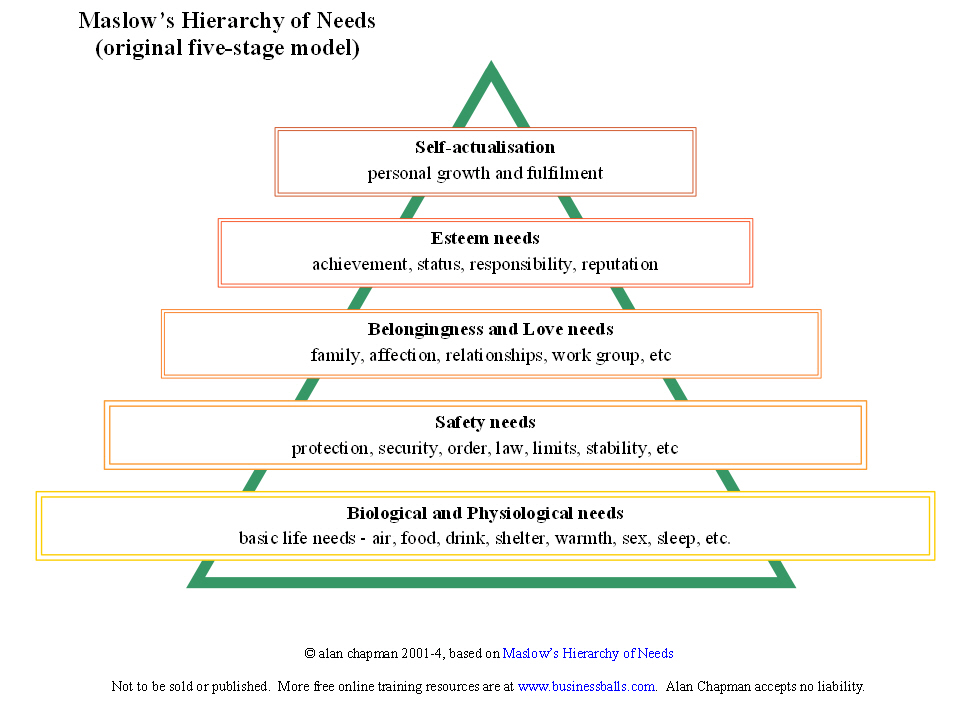 Maslow's Hierarchy of Needs
(original five-stage model)
Self-actualisation
personal growth and fulfilment
Esteem needs
achievement, status, responsibility, reputation
Belongingness and Love needs
family, affection, relationships, work group, etc
Safety needs
protection, security, order, law, limits, stability, etc
Biological and Physiological needs
basic life needs - air, food, drink, shelter, warmth, sex, sleep, etc.
© alan chapman 2001-4, based on Maslow's Hierarchy of Needs
Not to be sold or published.  More free online training resources are at www.businessballs.com.  Alan Chapman accepts no liability.